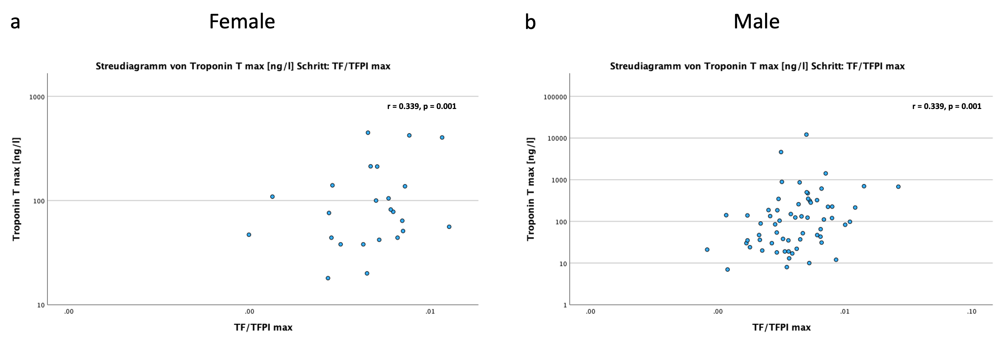 a
Female
Streudiagramm von Troponin T max [ng/l] Schritt: TF/TFPI max
1000
r = 0.339, p = 0.001
Troponin T max [ng/l]
100
10
.00
.00
.01
TF/TFPI max
b
Male
Streudiagramm von Troponin T max [ng/l] Schritt: TF/TFPI max
100000
r = 0.339, p = 0.001
10000
Troponin T max [ng/l]
1000
100
10
1
.00
.00
.01
.10
TF/TFPI max